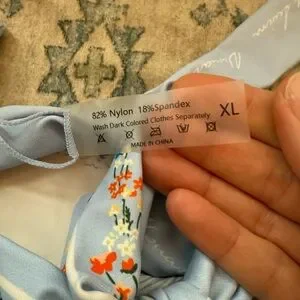 82% Nylon 18%Spandex
Wash Dark Colored Clothes Separately
XL
MADE IN CHINA